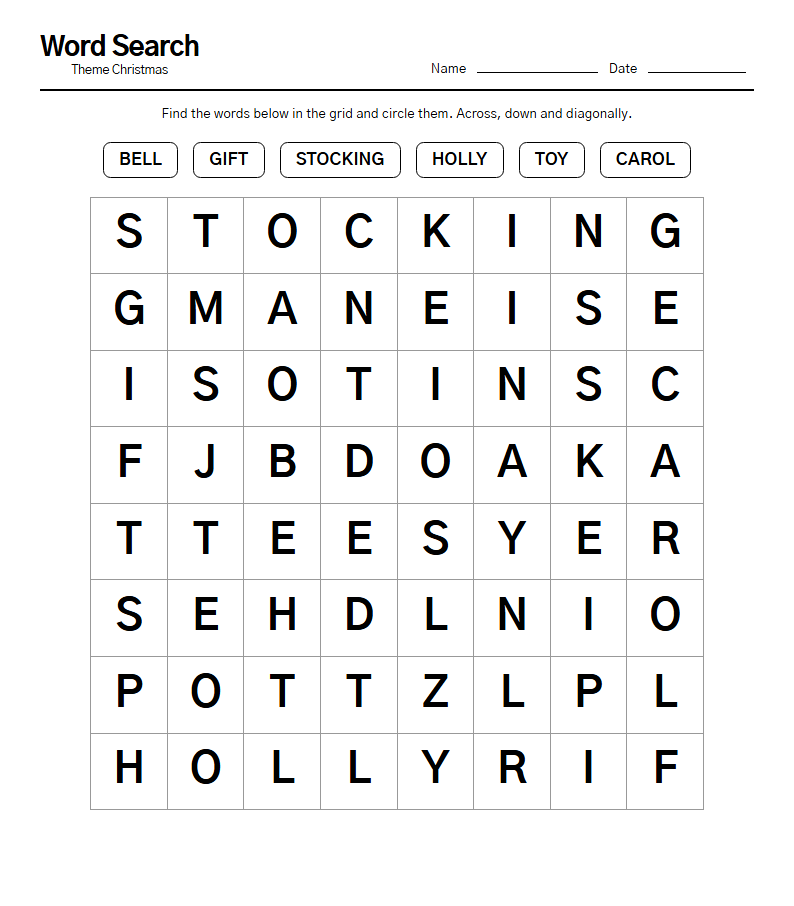 Word Search
Theme Christmas
Name Date
Find the words below in the grid and circle them. Across, down and diagonally.
BELL GIFT STOCKING HOLLY TOY CAROL
S T O C K I N G
G M A N E I S E
I S O T I N S C
F J B D O A K A
T T E E S Y E R
S E H D L N I O
P O T T Z L P L
H O L L Y R I F